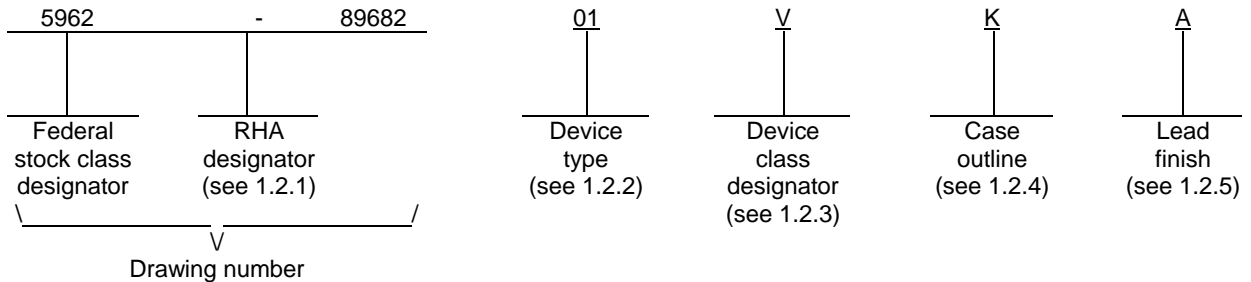 5962 - 89682 01 V K A
Federal stock class designator
RHA designator (see 1.2.1)
Device type (see 1.2.2)
Device class designator (see 1.2.3)
Case outline (see 1.2.4)
Lead finish (see 1.2.5)
\ /
\/
Drawing number